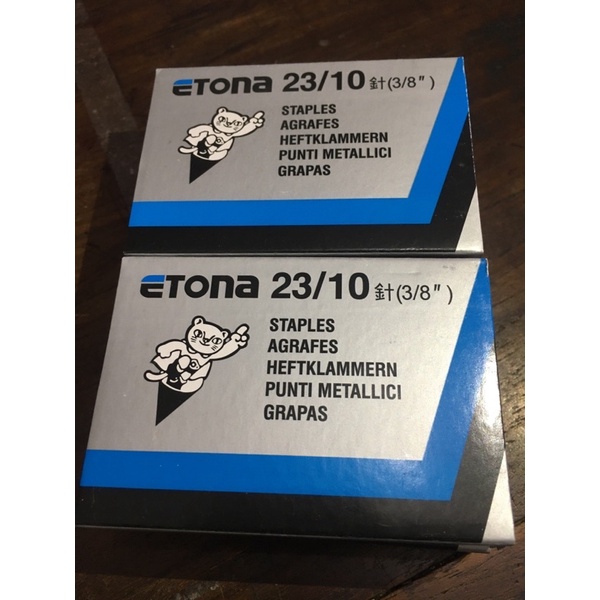 ETONA 23/10 針(3/8")
STAPLES
AGRAFES
HEFTKLAMMERN
PUNTI METALLICI
GRAPAS
ETONA 23/10 針(3/8")
STAPLES
AGRAFES
HEFTKLAMMERN
PUNTI METALLICI
GRAPAS